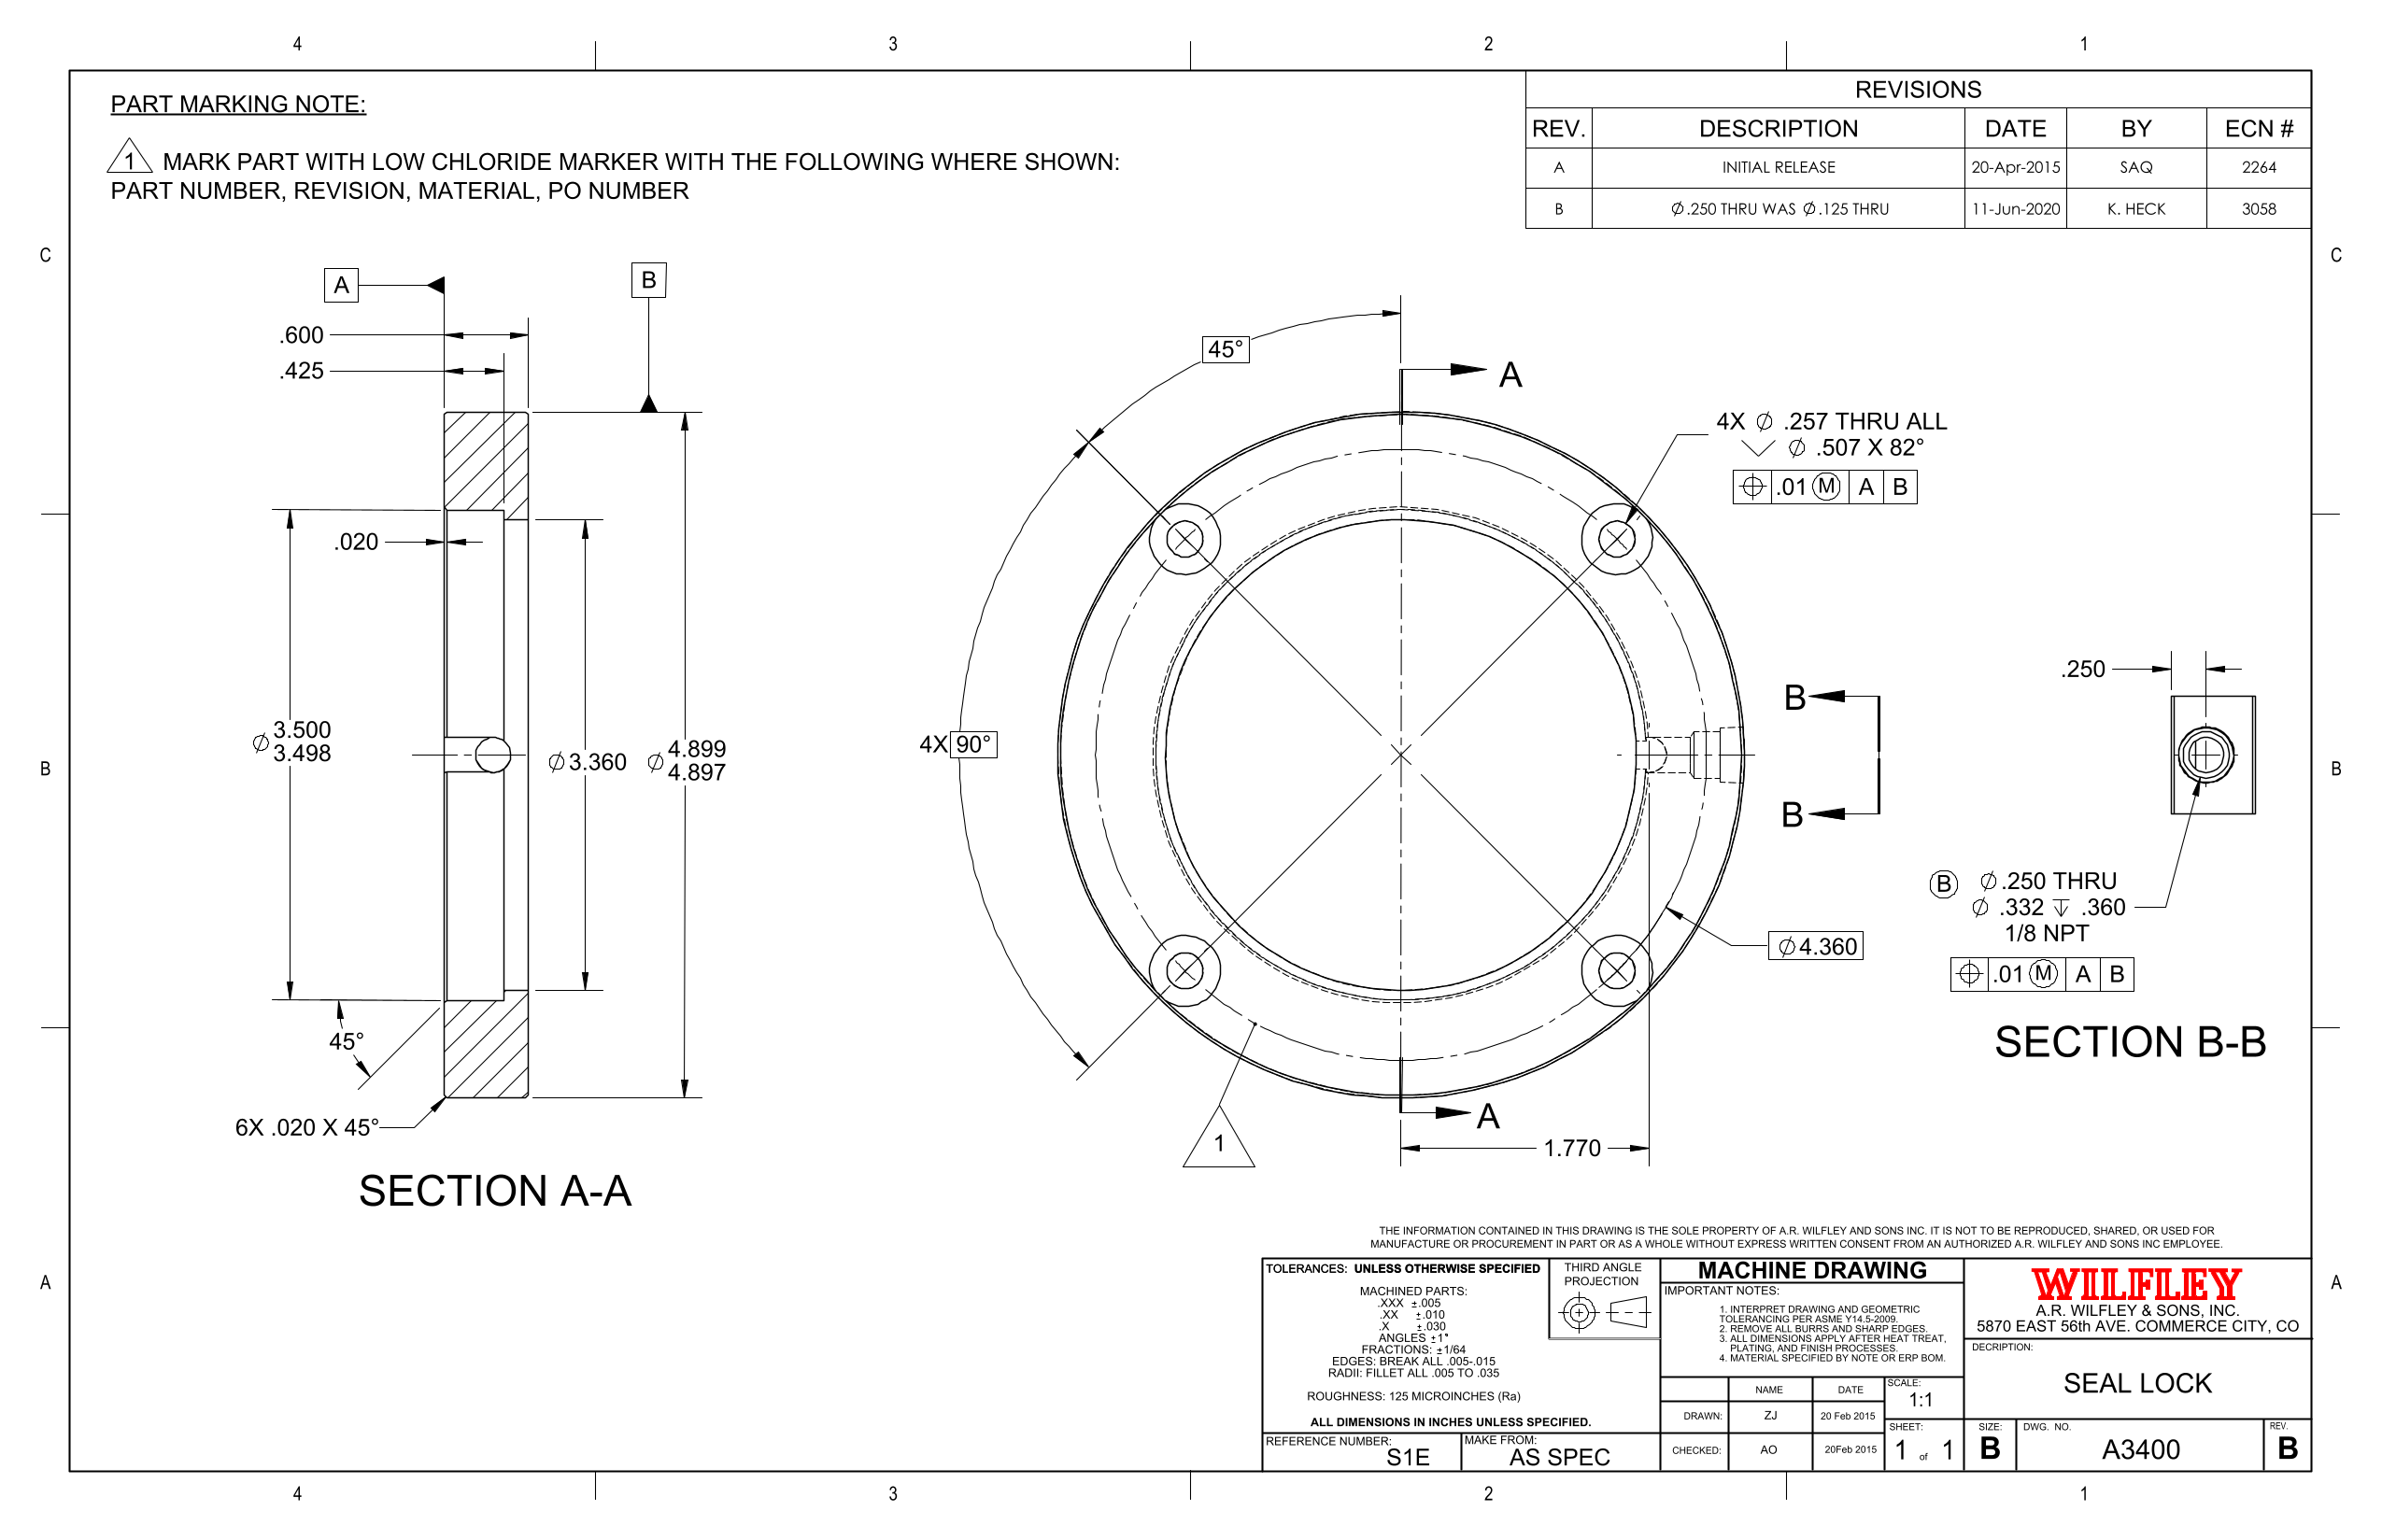 4 3 2 1
PART MARKING NOTE:
1 MARK PART WITH LOW CHLORIDE MARKER WITH THE FOLLOWING WHERE SHOWN:
PART NUMBER, REVISION, MATERIAL, PO NUMBER
REVISIONS
REV. DESCRIPTION DATE BY ECN #
A INITIAL RELEASE 20-Apr-2015 SAQ 2264
B Ø.250 THRU WAS Ø.125 THRU 11-Jun-2020 K. HECK 3058
C C
A B
.600
.425
.020
Ø 3.500
3.498
Ø3.360
Ø 4.899
4.897
45°
6X .020 X 45°
SECTION A-A
45°
A
4X 90°
4X Ø .257 THRU ALL
⌵ Ø .507 X 82°
⌖ .01 Ⓜ A B
B
B
Ø4.360
A
1
1.770
.250
B Ø.250 THRU
Ø .332 ↧ .360
1/8 NPT
⌖ .01 Ⓜ A B
SECTION B-B
B B
THE INFORMATION CONTAINED IN THIS DRAWING IS THE SOLE PROPERTY OF A.R. WILFLEY AND SONS INC. IT IS NOT TO BE REPRODUCED, SHARED, OR USED FOR
MANUFACTURE OR PROCUREMENT IN PART OR AS A WHOLE WITHOUT EXPRESS WRITTEN CONSENT FROM AN AUTHORIZED A.R. WILFLEY AND SONS INC EMPLOYEE.
A A
TOLERANCES: UNLESS OTHERWISE SPECIFIED
MACHINED PARTS:
.XXX ±.005
.XX ±.010
.X ±.030
ANGLES ±1°
FRACTIONS: ±1/64
EDGES: BREAK ALL .005-.015
RADII: FILLET ALL .005 TO .035
ROUGHNESS: 125 MICROINCHES (Ra)
ALL DIMENSIONS IN INCHES UNLESS SPECIFIED.
REFERENCE NUMBER:
S1E
MAKE FROM:
AS SPEC
THIRD ANGLE
PROJECTION
MACHINE DRAWING
IMPORTANT NOTES:
1. INTERPRET DRAWING AND GEOMETRIC
TOLERANCING PER ASME Y14.5-2009.
2. REMOVE ALL BURRS AND SHARP EDGES.
3. ALL DIMENSIONS APPLY AFTER HEAT TREAT,
PLATING, AND FINISH PROCESSES.
4. MATERIAL SPECIFIED BY NOTE OR ERP BOM.
NAME DATE
DRAWN: ZJ 20 Feb 2015
CHECKED: AO 20Feb 2015
SCALE:
1:1
SHEET:
1 of 1
WILFLEY
A.R. WILFLEY & SONS, INC.
5870 EAST 56th AVE. COMMERCE CITY, CO
DECRIPTION:
SEAL LOCK
SIZE:
B
DWG. NO.
A3400
REV.
B
4 3 2 1